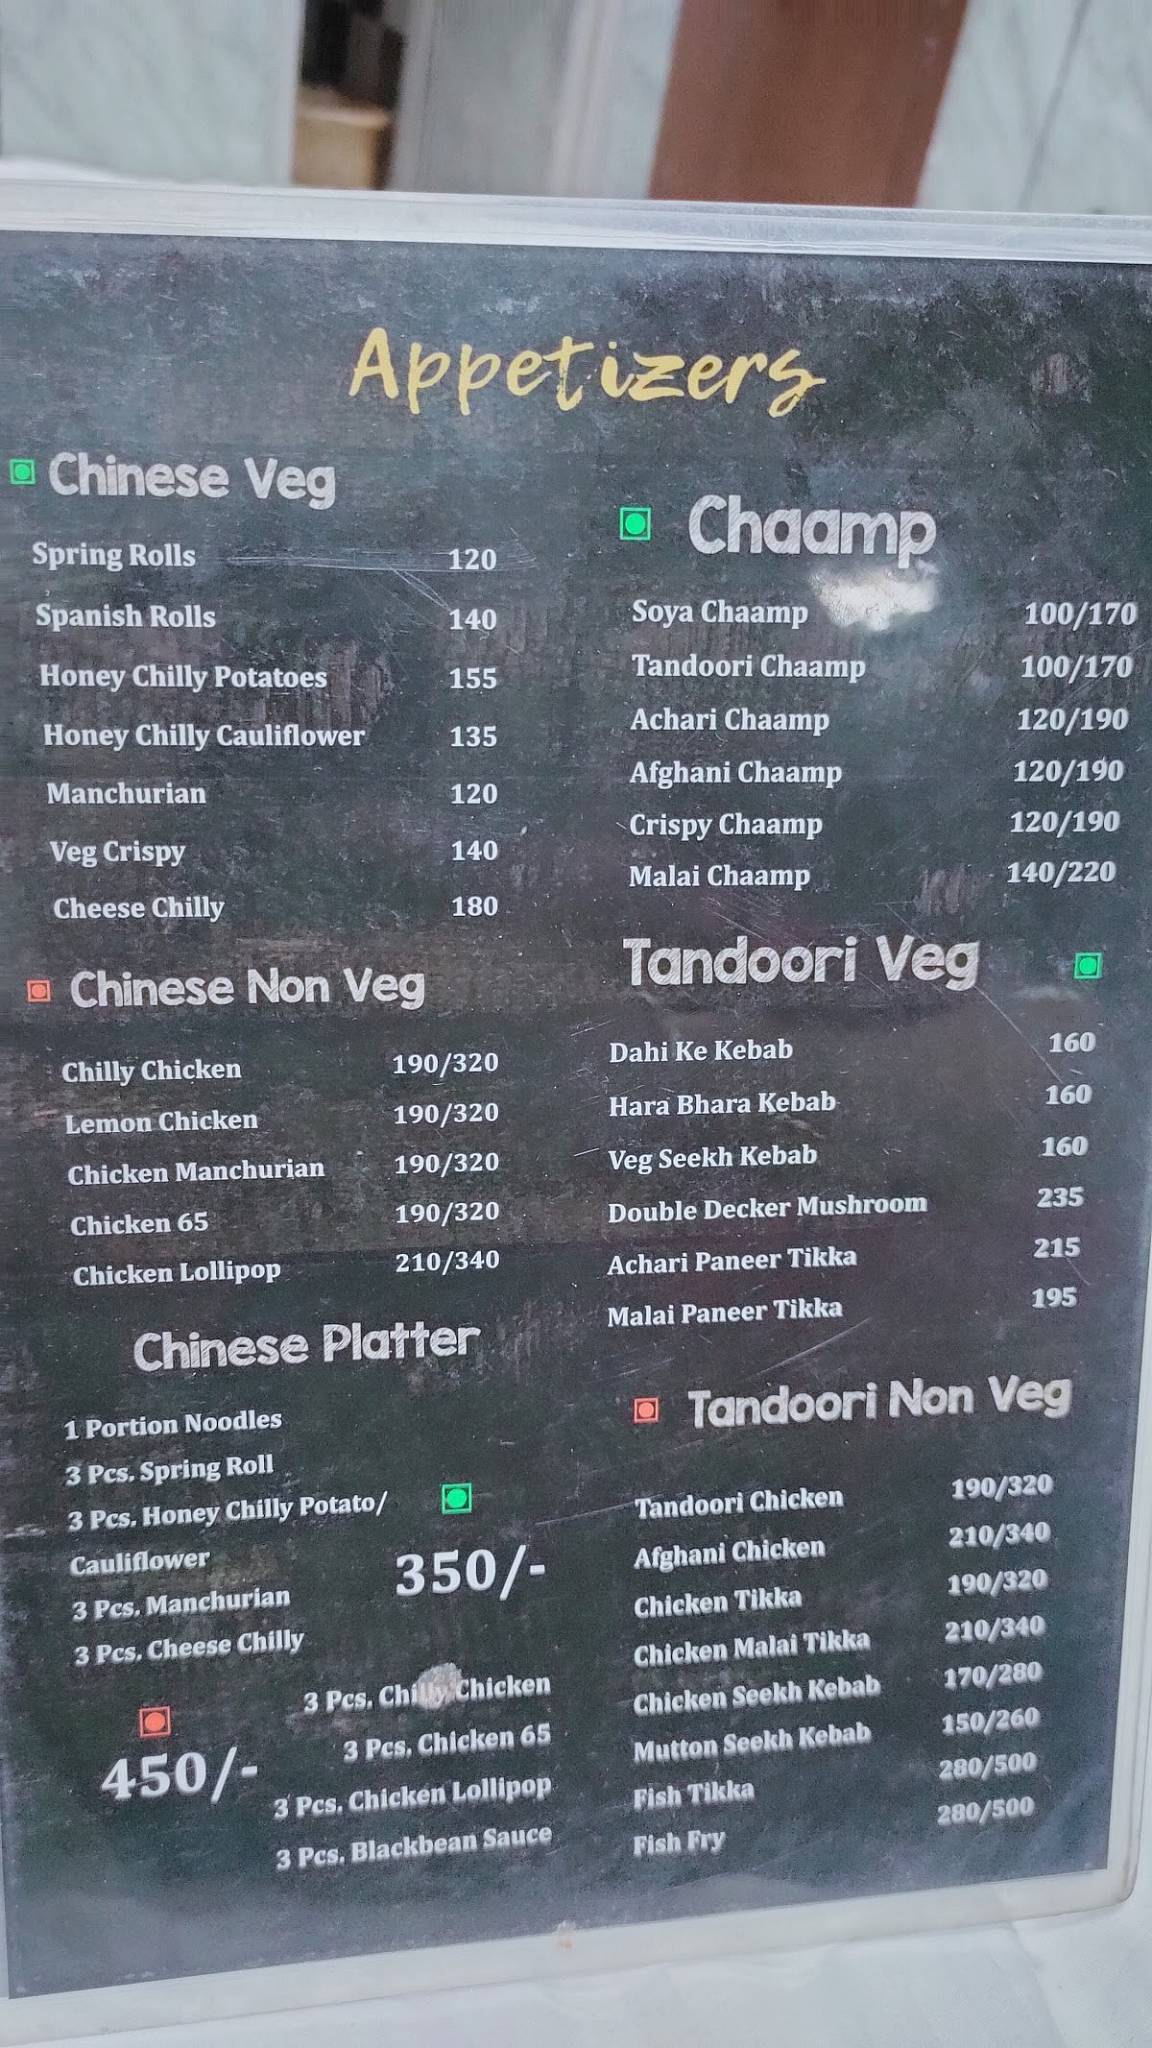 Appetizers
Chinese Veg
Spring Rolls 120
Spanish Rolls 140
Honey Chilly Potatoes 155
Honey Chilly Cauliflower 135
Manchurian 120
Veg Crispy 140
Cheese Chilly 180
Chinese Non Veg
Chilly Chicken 190/320
Lemon Chicken 190/320
Chicken Manchurian 190/320
Chicken 65 190/320
Chicken Lollipop 210/340
Chinese Platter
1 Portion Noodles
3 Pcs. Spring Roll
3 Pcs. Honey Chilly Potato/
Cauliflower
3 Pcs. Manchurian
3 Pcs. Cheese Chilly
350/-
3 Pcs. Chilly Chicken
3 Pcs. Chicken 65
3 Pcs. Chicken Lollipop
3 Pcs. Blackbean Sauce
450/-
Chaamp
Soya Chaamp 100/170
Tandoori Chaamp 100/170
Achari Chaamp 120/190
Afghani Chaamp 120/190
Crispy Chaamp 120/190
Malai Chaamp 140/220
Tandoori Veg
Dahi Ke Kebab 160
Hara Bhara Kebab 160
Veg Seekh Kebab 160
Double Decker Mushroom 235
Achari Paneer Tikka 215
Malai Paneer Tikka 195
Tandoori Non Veg
Tandoori Chicken 190/320
Afghani Chicken 210/340
Chicken Tikka 190/320
Chicken Malai Tikka 210/340
Chicken Seekh Kebab 170/280
Mutton Seekh Kebab 150/260
Fish Tikka 280/500
Fish Fry 280/500